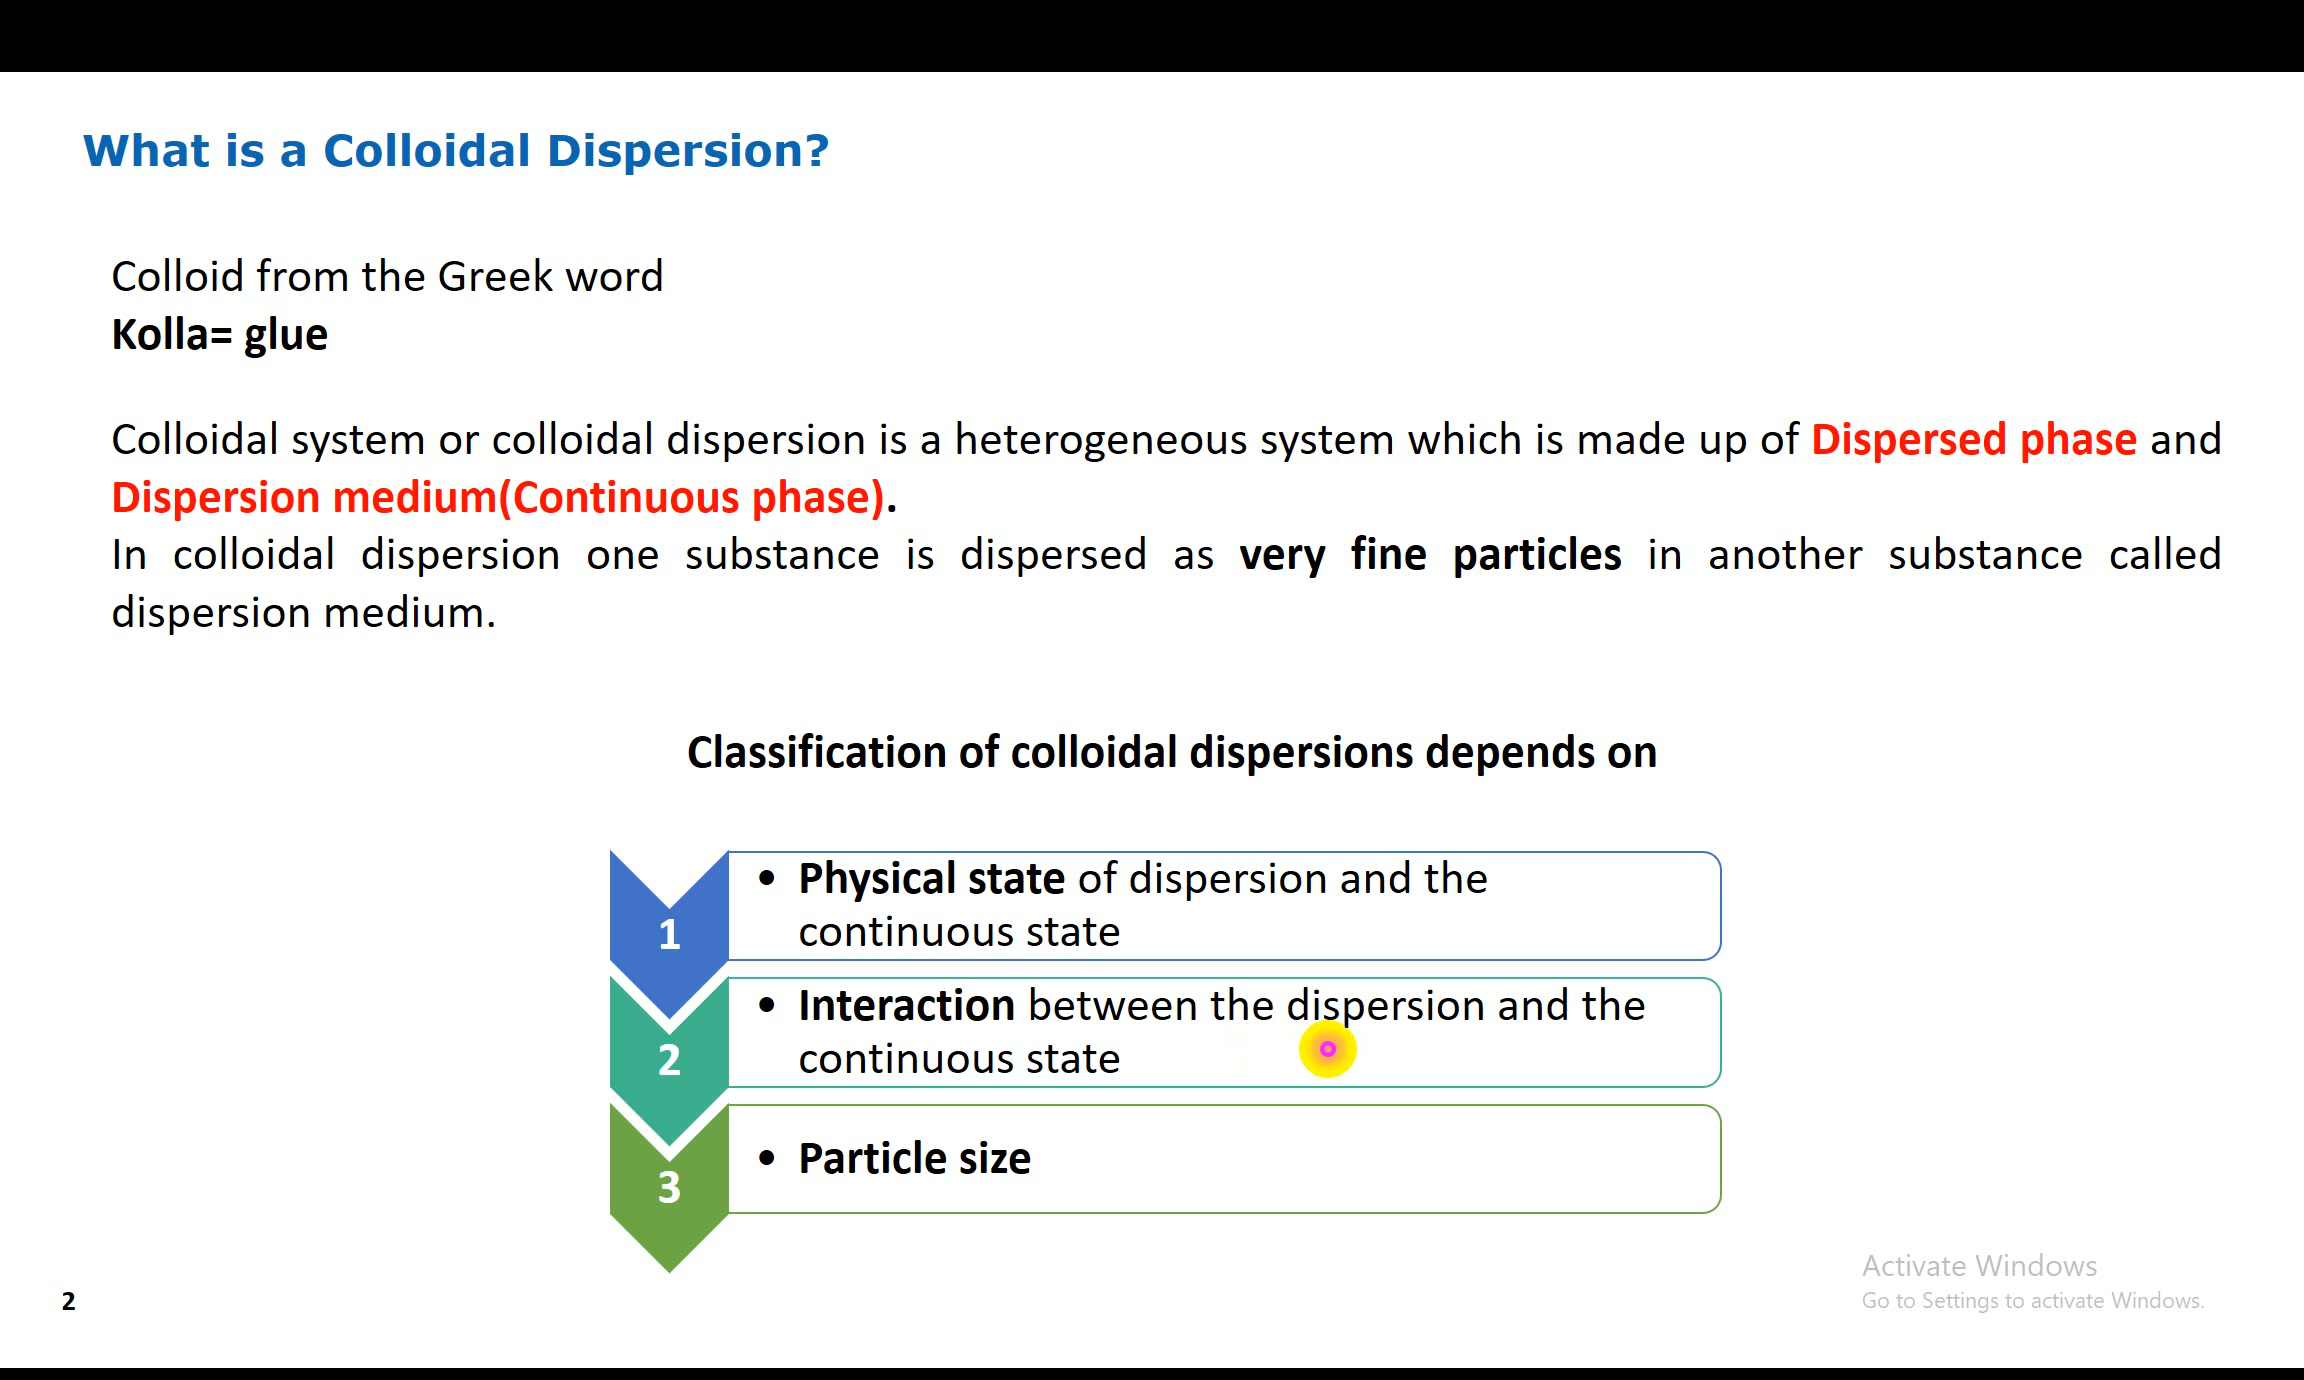 What is a Colloidal Dispersion?
Colloid from the Greek word
Kolla= glue
Colloidal system or colloidal dispersion is a heterogeneous system which is made up of Dispersed phase and
Dispersion medium(Continuous phase).
In colloidal dispersion one substance is dispersed as very fine particles in another substance called
dispersion medium.
Classification of colloidal dispersions depends on
1
• Physical state of dispersion and the
continuous state
2
• Interaction between the dispersion and the
continuous state
3
• Particle size
Activate Windows
Go to Settings to activate Windows.
2